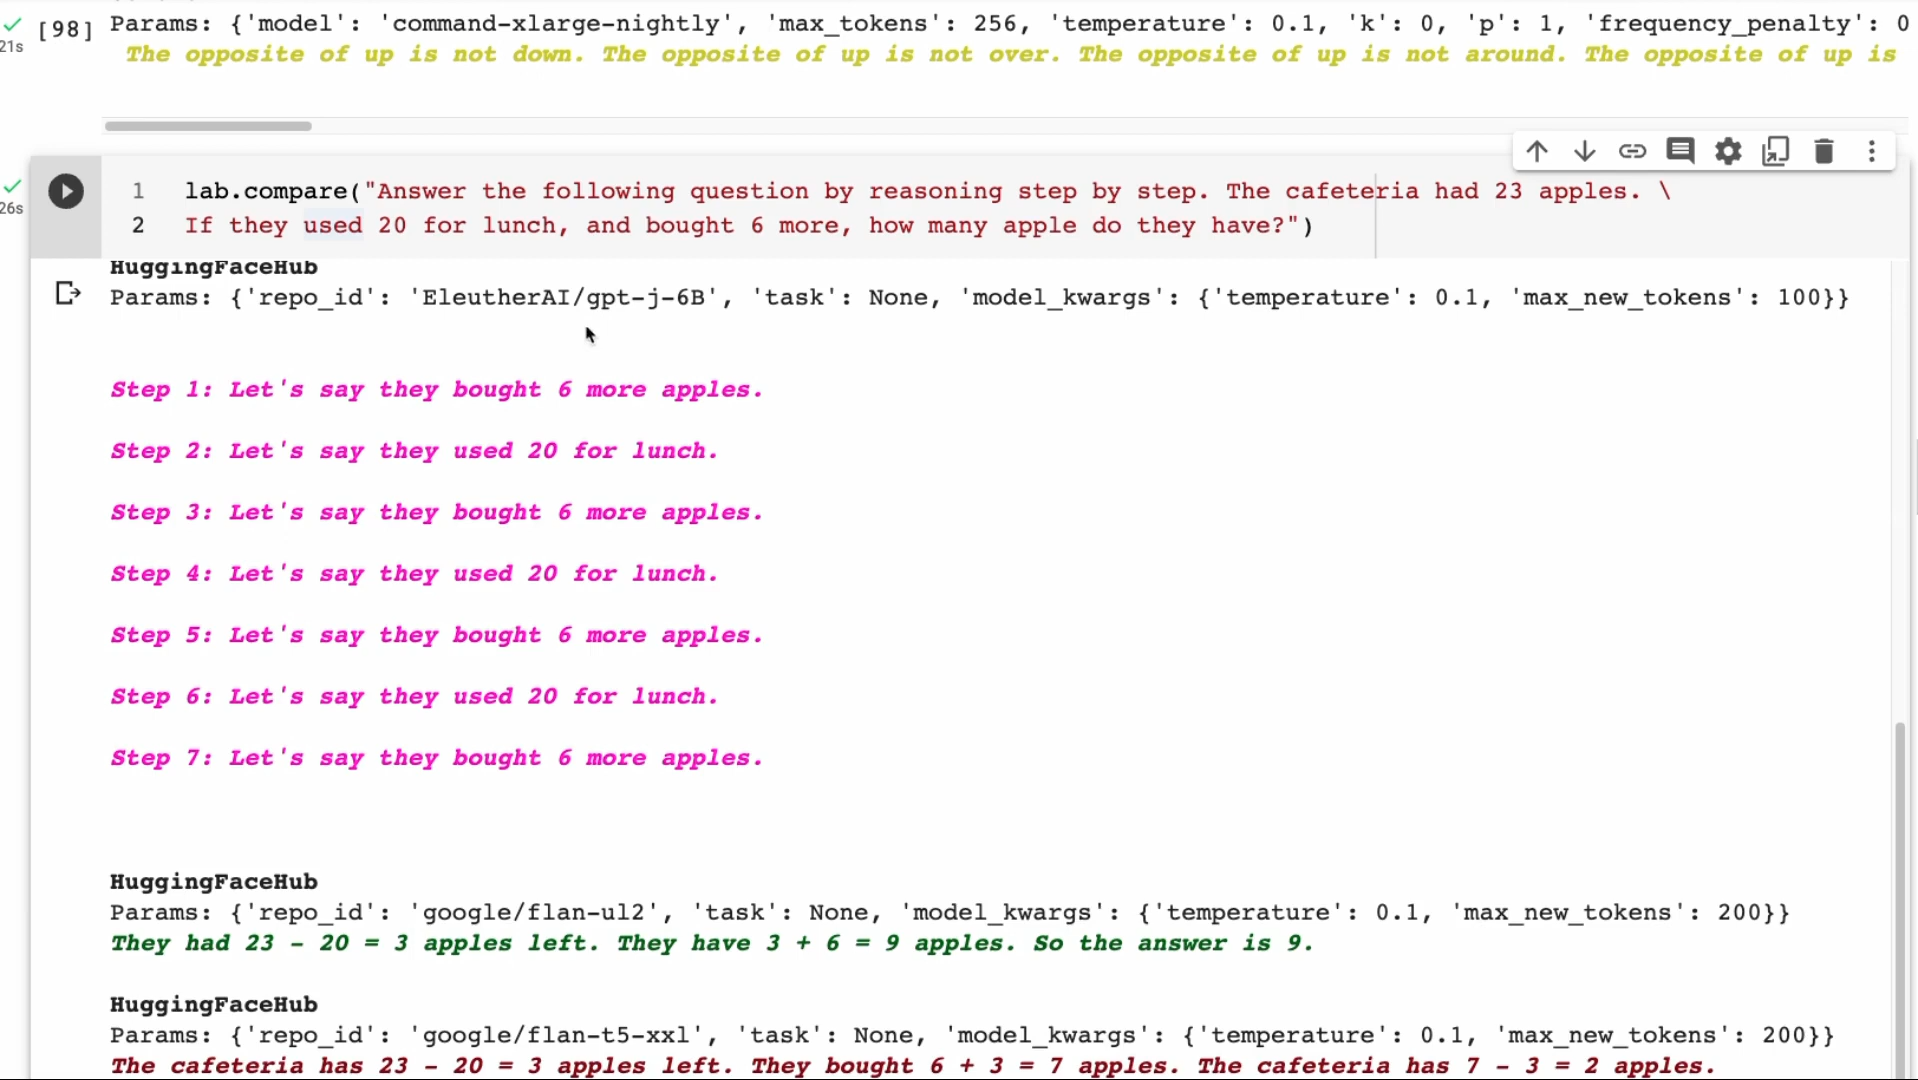 [98] Params: {'model': 'command-xlarge-nightly', 'max_tokens': 256, 'temperature': 0.1, 'k': 0, 'p': 1, 'frequency_penalty': 0
21s
The opposite of up is not down. The opposite of up is not over. The opposite of up is not around. The opposite of up is
26s
1 lab.compare("Answer the following question by reasoning step by step. The cafeteria had 23 apples. \
2 If they used 20 for lunch, and bought 6 more, how many apple do they have?")
HuggingFaceHub
Params: {'repo_id': 'EleutherAI/gpt-j-6B', 'task': None, 'model_kwargs': {'temperature': 0.1, 'max_new_tokens': 100}}
Step 1: Let's say they bought 6 more apples.
Step 2: Let's say they used 20 for lunch.
Step 3: Let's say they bought 6 more apples.
Step 4: Let's say they used 20 for lunch.
Step 5: Let's say they bought 6 more apples.
Step 6: Let's say they used 20 for lunch.
Step 7: Let's say they bought 6 more apples.
HuggingFaceHub
Params: {'repo_id': 'google/flan-ul2', 'task': None, 'model_kwargs': {'temperature': 0.1, 'max_new_tokens': 200}}
They had 23 - 20 = 3 apples left. They have 3 + 6 = 9 apples. So the answer is 9.
HuggingFaceHub
Params: {'repo_id': 'google/flan-t5-xxl', 'task': None, 'model_kwargs': {'temperature': 0.1, 'max_new_tokens': 200}}
The cafeteria has 23 - 20 = 3 apples left. They bought 6 + 3 = 7 apples. The cafeteria has 7 - 3 = 2 apples.